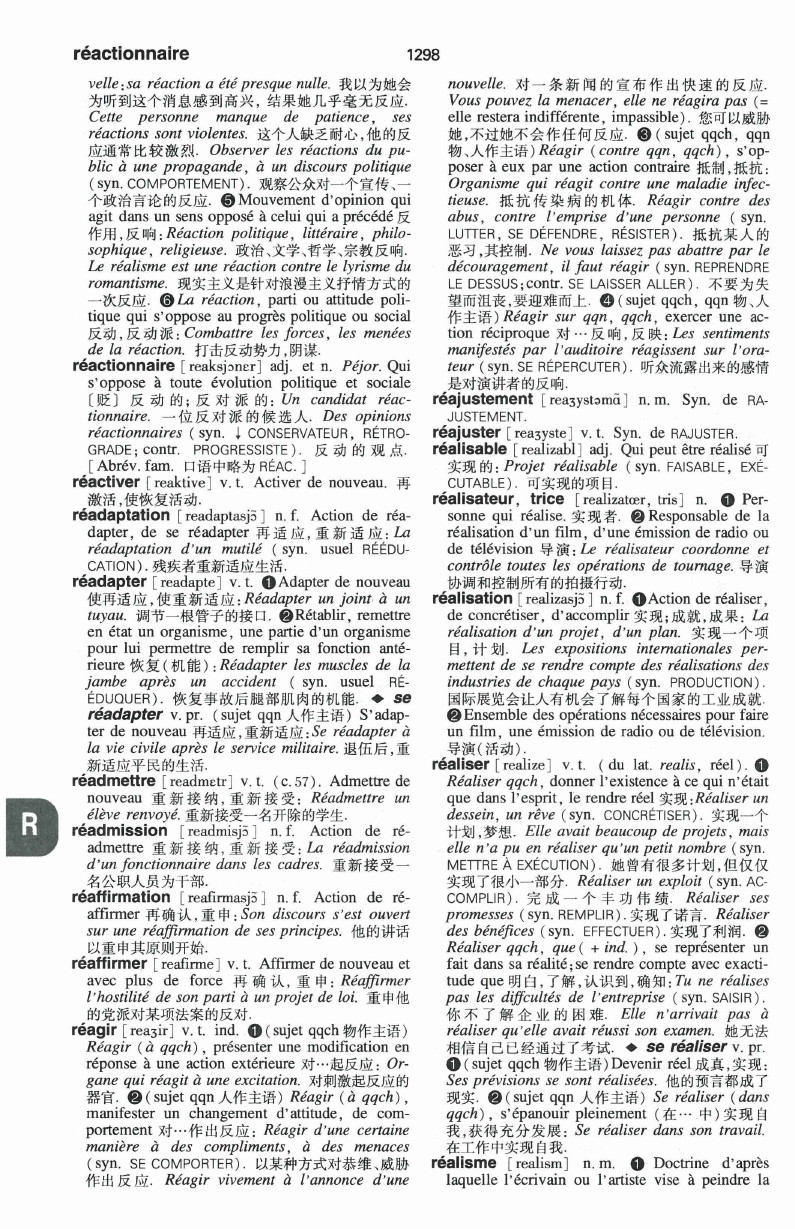 réactionnaire
1298
velle:sa réaction a été presque nulle. 我以为她会
为听到这个消息感到高兴, 结果她几乎毫无反应.
Cette personne manque de patience, ses
réactions sont violentes. 这个人缺乏耐心,他的反
应通常比较激烈. Observer les réactions du pu-
blic à une propagande, à un discours politique
(syn. COMPORTEMENT). 观察公众对一个宣传、一
个政治言论的反应. ❺Mouvement d'opinion qui
agit dans un sens opposé à celui qui a précédé 反
作用,反响:Réaction politique, littéraire, philo-
sophique, religieuse. 政治、文学、哲学、宗教反响.
Le réalisme est une réaction contre le lyrisme du
romantisme. 现实主义是针对浪漫主义抒情方式的
一次反应. ❻La réaction, parti ou attitude poli-
tique qui s'oppose au progrès politique ou social
反动,反动派:Combattre les forces, les menées
de la réaction. 打击反动势力,阴谋.
réactionnaire [reaksjɔnɛr] adj. et n. Péjor. Qui
s'oppose à toute évolution politique et sociale
〔贬〕反动的;反对派的: Un candidat réac-
tionnaire. 一位反对派的候选人. Des opinions
réactionnaires (syn. ↓ CONSERVATEUR, RÉTRO-
GRADE; contr. PROGRESSISTE). 反动的观点.
[Abrév. fam. 口语中略为 RÉAC.]
réactiver [reaktive] v. t. Activer de nouveau. 再
激活,使恢复活动.
réadaptation [readaptasjɔ̃] n. f. Action de réa-
dapter, de se réadapter 再适应,重新适应: La
réadaptation d'un mutilé (syn. usuel RÉÉDU-
CATION). 残疾者重新适应生活.
réadapter [readapte] v. t. ❶Adapter de nouveau
使再适应,使重新适应:Réadapter un joint à un
tuyau. 调节一根管子的接口. ❷Rétablir, remettre
en état un organisme, une partie d'un organisme
pour lui permettre de remplir sa fonction anté-
rieure 恢复(机能):Réadapter les muscles de la
jambe après un accident (syn. usuel RÉ-
ÉDUQUER). 恢复事故后腿部肌肉的机能. ◆ se
réadapter v. pr. (sujet qqn 人作主语) S'adap-
ter de nouveau 再适应,重新适应:Se réadapter à
la vie civile après le service militaire. 退伍后,重
新适应平民的生活.
réadmettre [readmɛtr] v. t. (c. 57). Admettre de
nouveau 重新接纳,重新接受: Réadmettre un
élève renvoyé. 重新接受一名开除的学生.
réadmission [readmisjɔ̃] n. f. Action de ré-
admettre 重新接纳,重新接受: La réadmission
d'un fonctionnaire dans les cadres. 重新接受一
名公职人员为干部.
réaffirmation [reafirmasjɔ̃] n. f. Action de ré-
affirmer 再确认,重申:Son discours s'est ouvert
sur une réaffirmation de ses principes. 他的讲话
以重申其原则开始.
réaffirmer [reafirme] v. t. Affirmer de nouveau et
avec plus de force 再确认, 重申: Réaffirmer
l'hostilité de son parti à un projet de loi. 重申他
的党派对某项法案的反对.
réagir [reaʒir] v. t. ind. ❶(sujet qqch 物作主语)
Réagir (à qqch), présenter une modification en
réponse à une action extérieure 对…起反应: Or-
gane qui réagit à une excitation. 对刺激起反应的
器官. ❷(sujet qqn 人作主语) Réagir (à qqch),
manifester un changement d'attitude, de com-
portement 对…作出反应: Réagir d'une certaine
manière à des compliments, à des menaces
(syn. SE COMPORTER). 以某种方式对恭维、威胁
作出反应. Réagir vivement à l'annonce d'une
R
nouvelle. 对一条新闻的宣布作出快速的反应.
Vous pouvez la menacer, elle ne réagira pas (=
elle restera indifférente, impassible). 您可以威胁
她,不过她不会作任何反应. ❸(sujet qqch, qqn
物、人作主语) Réagir (contre qqn, qqch), s'op-
poser à eux par une action contraire 抵制,抵抗:
Organisme qui réagit contre une maladie infec-
tieuse. 抵抗传染病的机体. Réagir contre des
abus, contre l'emprise d'une personne (syn.
LUTTER, SE DÉFENDRE, RÉSISTER). 抵抗某人的
恶习,其控制. Ne vous laissez pas abattre par le
découragement, il faut réagir (syn. REPRENDRE
LE DESSUS;contr. SE LAISSER ALLER). 不要为失
望而沮丧,要迎难而上. ❹(sujet qqch, qqn 物、人
作主语) Réagir sur qqn, qqch, exercer une ac-
tion réciproque 对…反响,反映: Les sentiments
manifestés par l'auditoire réagissent sur l'ora-
teur (syn. SE RÉPERCUTER). 听众流露出来的感情
是对演讲者的反响.
réajustement [reaʒystəmɑ̃] n. m. Syn. de RA-
JUSTEMENT.
réajuster [reaʒyste] v. t. Syn. de RAJUSTER.
réalisable [realizabl] adj. Qui peut être réalisé 可
实现的: Projet réalisable (syn. FAISABLE, EXÉ-
CUTABLE). 可实现的项目.
réalisateur, trice [realizatœr, tris] n. ❶ Per-
sonne qui réalise. 实现者. ❷Responsable de la
réalisation d'un film, d'une émission de radio ou
de télévision 导演: Le réalisateur coordonne et
contrôle toutes les opérations de tournage. 导演
协调和控制所有的拍摄行动.
réalisation [realizasjɔ̃] n. f. ❶Action de réaliser,
de concrétiser, d'accomplir 实现;成就,成果: La
réalisation d'un projet, d'un plan. 实现一个项
目,计划. Les expositions internationales per-
mettent de se rendre compte des réalisations des
industries de chaque pays (syn. PRODUCTION).
国际展览会让人有机会了解每个国家的工业成就.
❷Ensemble des opérations nécessaires pour faire
un film, une émission de radio ou de télévision.
导演(活动).
réaliser [realize] v. t. (du lat. realis, réel). ❶
Réaliser qqch, donner l'existence à ce qui n'était
que dans l'esprit, le rendre réel 实现:Réaliser un
dessein, un rêve (syn. CONCRÉTISER). 实现一个
计划,梦想. Elle avait beaucoup de projets, mais
elle n'a pu en réaliser qu'un petit nombre (syn.
METTRE À EXÉCUTION). 她曾有很多计划,但仅仅
实现了很小一部分. Réaliser un exploit (syn. AC-
COMPLIR). 完成一个丰功伟绩. Réaliser ses
promesses (syn. REMPLIR). 实现了诺言. Réaliser
des bénéfices (syn. EFFECTUER). 实现了利润. ❷
Réaliser qqch, que (+ ind.), se représenter un
fait dans sa réalité;se rendre compte avec exacti-
tude que 明白,了解,认识到,确知:Tu ne réalises
pas les diffcultés de l'entreprise (syn. SAISIR).
你不了解企业的困难. Elle n'arrivait pas à
réaliser qu'elle avait réussi son examen. 她无法
相信自己已经通过了考试. ◆ se réaliser v. pr.
❶(sujet qqch 物作主语) Devenir réel 成真,实现:
Ses prévisions se sont réalisées. 他的预言都成了
现实. ❷(sujet qqn 人作主语) Se réaliser (dans
qqch), s'épanouir pleinement (在…中)实现自
我,获得充分发展: Se réaliser dans son travail.
在工作中实现自我.
réalisme [realism] n. m. ❶ Doctrine d'après
laquelle l'écrivain ou l'artiste vise à peindre la